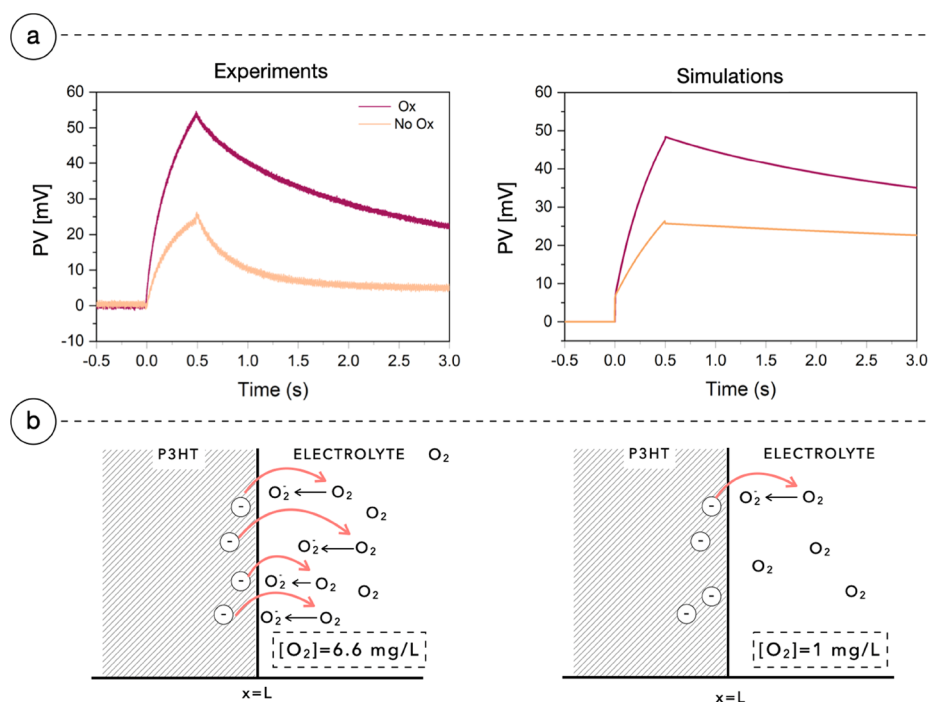 a
Experiments
Simulations
60
50
40
30
20
10
0
-10
PV [mV]
Ox
No Ox
-0.5 0.0 0.5 1.0 1.5 2.0 2.5 3.0
Time (s)
60
50
40
30
20
10
0
PV [mV]
-0.5 0.0 0.5 1.0 1.5 2.0 2.5 3.0
Time (s)
b
P3HT ELECTROLYTE O₂
O₂⁻ O₂
O₂
O₂⁻ O₂
O₂⁻ O₂ O₂
O₂⁻ O₂
- - - -
[O₂]=6.6 mg/L
x=L
P3HT ELECTROLYTE
O₂⁻ O₂
O₂
O₂
O₂
- - - -
[O₂]=1 mg/L
x=L